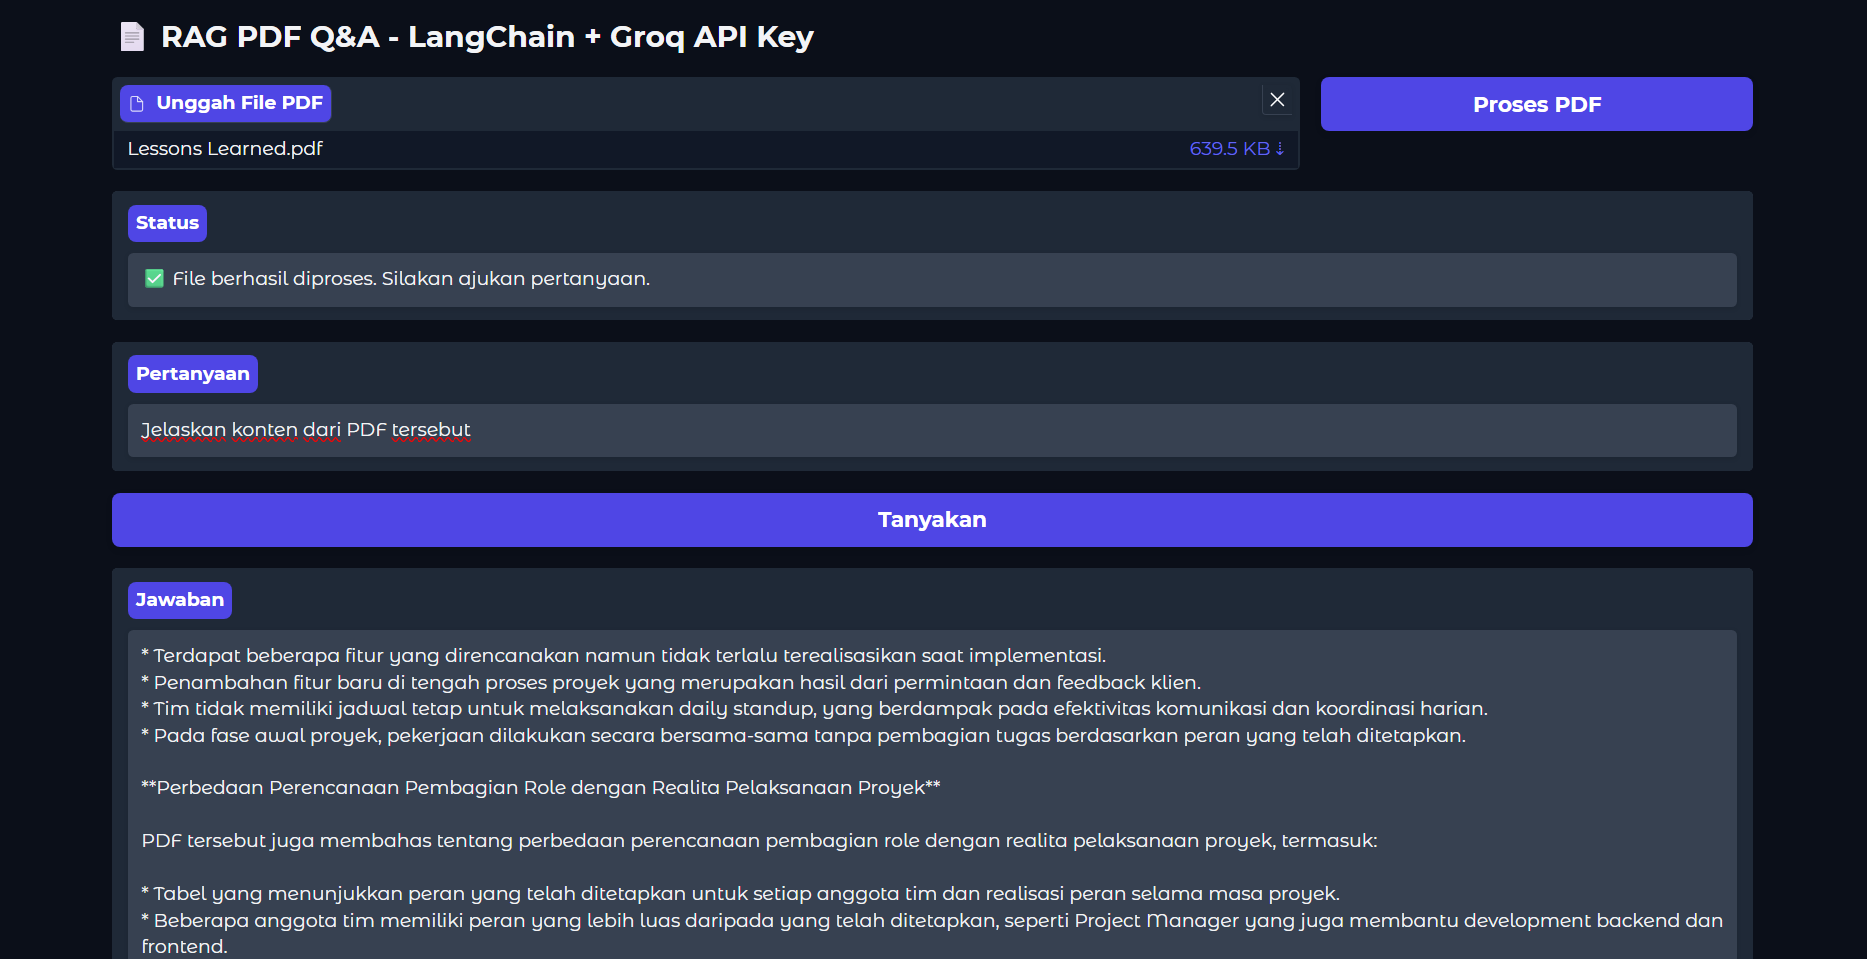 RAG PDF Q&A - LangChain + Groq API Key
Unggah File PDF
Proses PDF
Lessons Learned.pdf
639.5 KB ⇣
Status
✅ File berhasil diproses. Silakan ajukan pertanyaan.
Pertanyaan
Jelaskan konten dari PDF tersebut
Tanyakan
Jawaban
* Terdapat beberapa fitur yang direncanakan namun tidak terlalu terealisasikan saat implementasi.
* Penambahan fitur baru di tengah proses proyek yang merupakan hasil dari permintaan dan feedback klien.
* Tim tidak memiliki jadwal tetap untuk melaksanakan daily standup, yang berdampak pada efektivitas komunikasi dan koordinasi harian.
* Pada fase awal proyek, pekerjaan dilakukan secara bersama-sama tanpa pembagian tugas berdasarkan peran yang telah ditetapkan.
**Perbedaan Perencanaan Pembagian Role dengan Realita Pelaksanaan Proyek**
PDF tersebut juga membahas tentang perbedaan perencanaan pembagian role dengan realita pelaksanaan proyek, termasuk:
* Tabel yang menunjukkan peran yang telah ditetapkan untuk setiap anggota tim dan realisasi peran selama masa proyek.
* Beberapa anggota tim memiliki peran yang lebih luas daripada yang telah ditetapkan, seperti Project Manager yang juga membantu development backend dan
frontend.